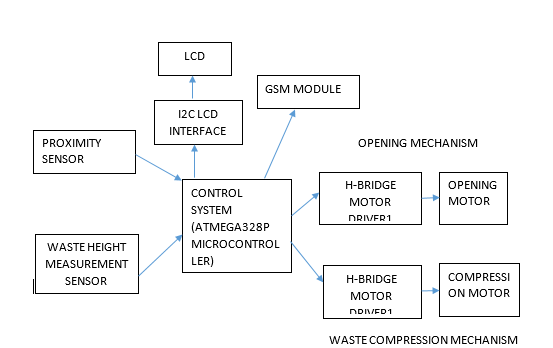 LCD
GSM MODULE
I2C LCD
INTERFACE
PROXIMITY
SENSOR
OPENING MECHANISM
CONTROL
SYSTEM
(ATMEGA328P
MICROCONTROL
LER)
H-BRIDGE
MOTOR
DRIVER1
OPENING
MOTOR
WASTE HEIGHT
MEASUREMENT
SENSOR
H-BRIDGE
MOTOR
DRIVER1
COMPRESSI
ON MOTOR
WASTE COMPRESSION MECHANISM